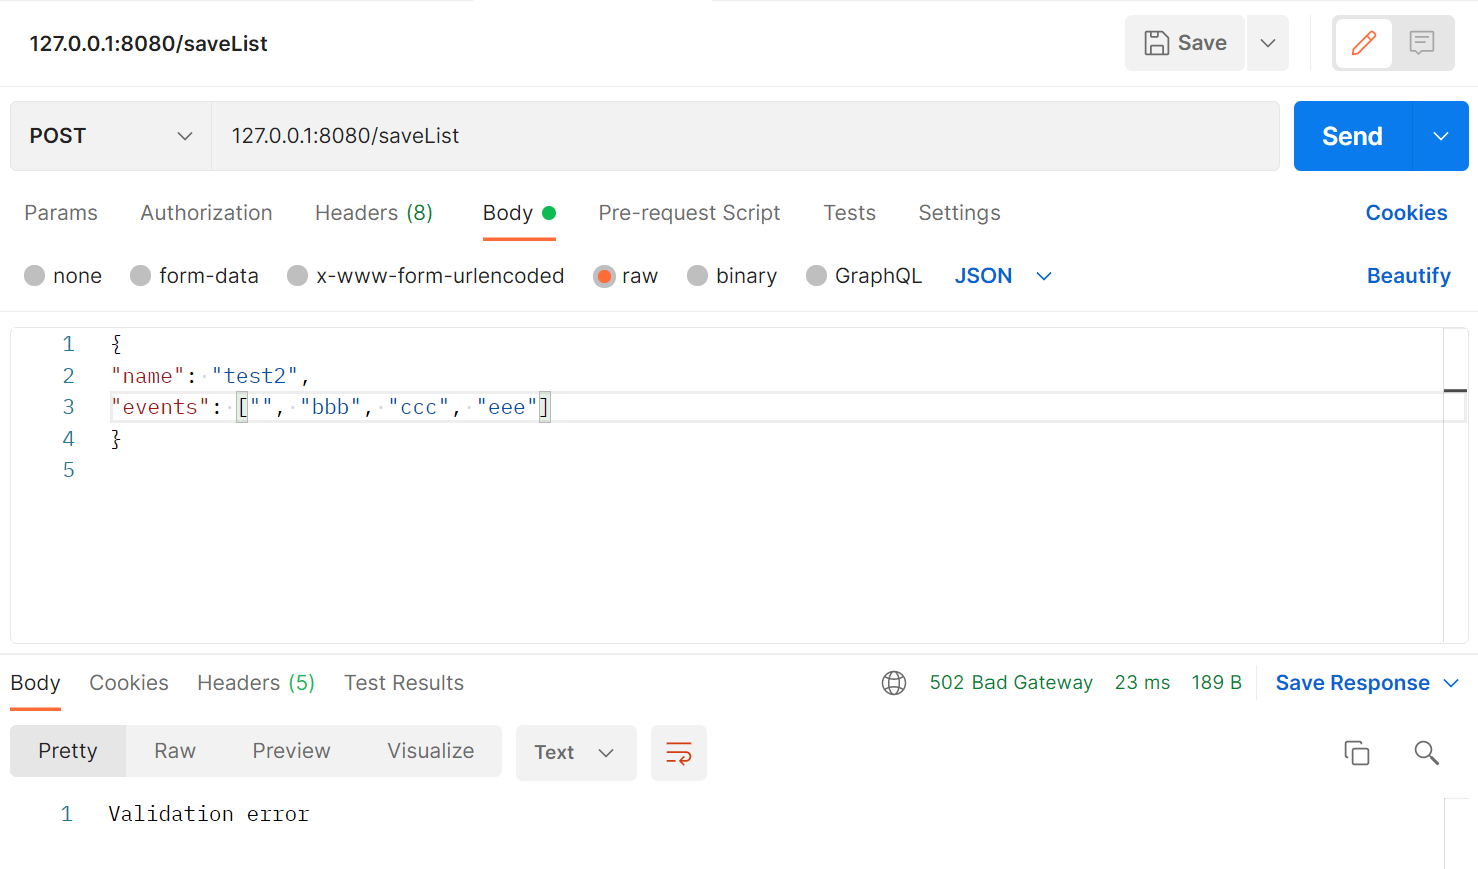 127.0.0.1:8080/saveList
Save
POST 127.0.0.1:8080/saveList Send
Params Authorization Headers (8) Body Pre-request Script Tests Settings Cookies
none form-data x-www-form-urlencoded raw binary GraphQL JSON Beautify
1 {
2 "name": "test2",
3 "events": ["", "bbb", "ccc", "eee"]
4 }
5
Body Cookies Headers (5) Test Results 502 Bad Gateway 23 ms 189 B Save Response
Pretty Raw Preview Visualize Text
1 Validation error